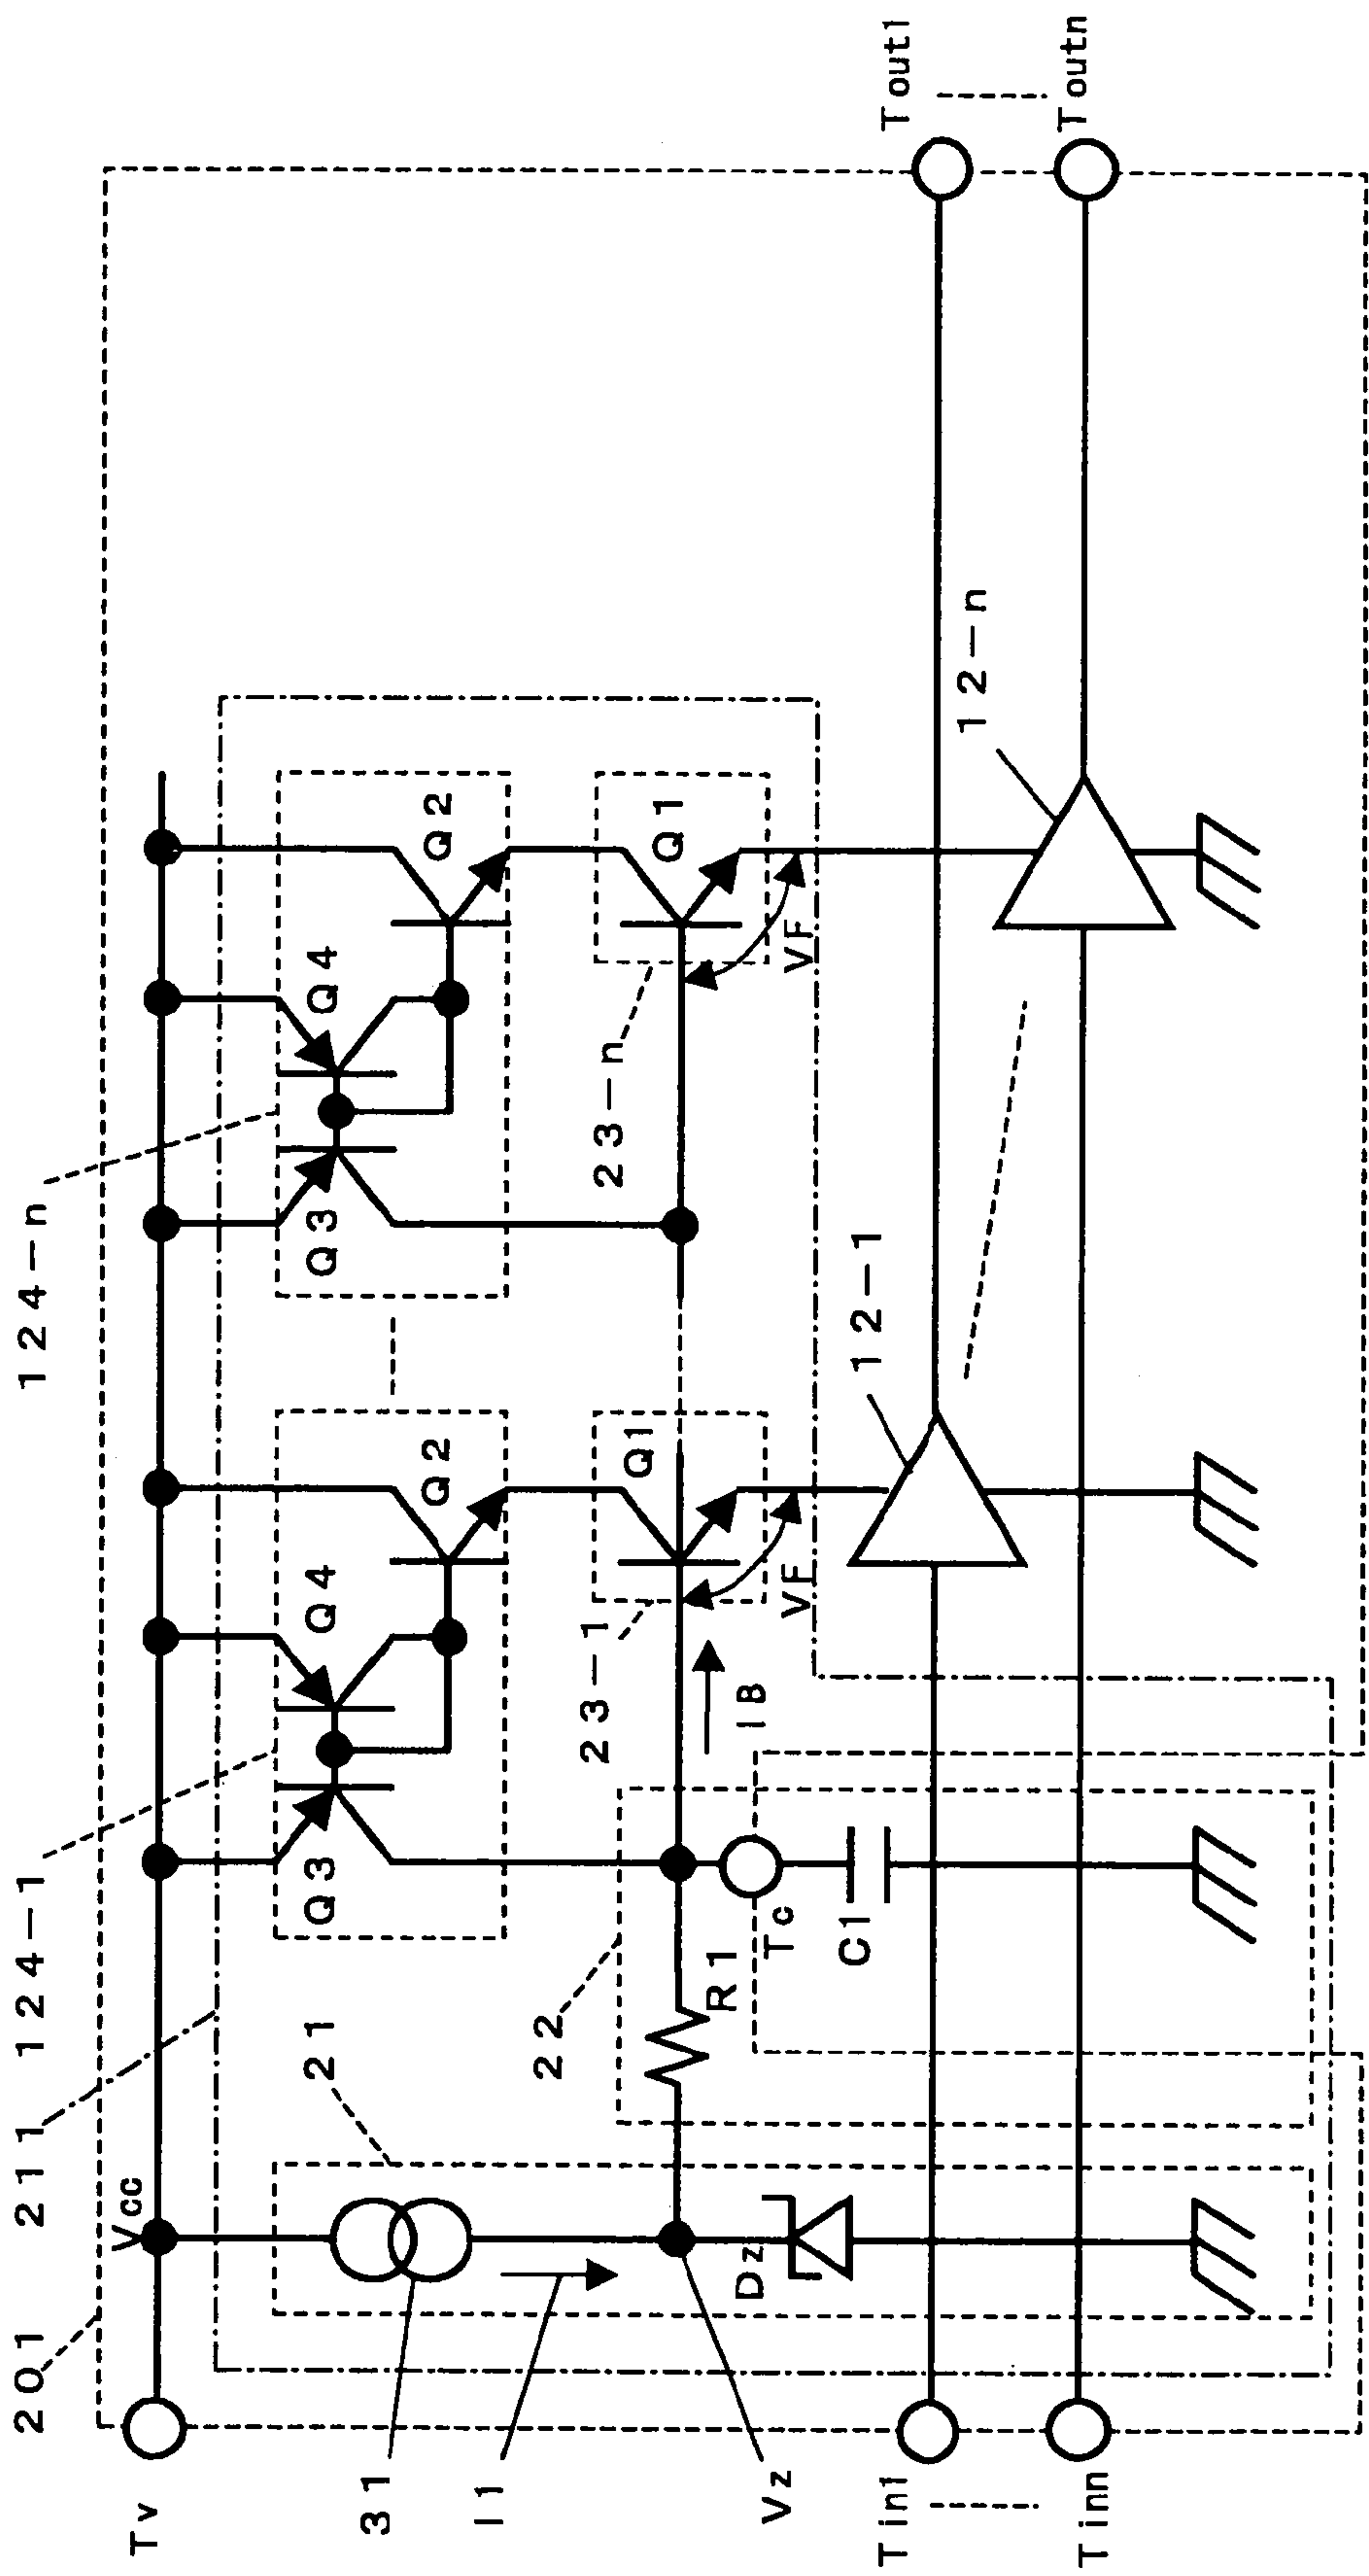 201
211
124-1
124-n
Tv
Vcc
31
21
I1
Vz
Dz
22
R1
Tc
C1
Q3
Q4
Q2
23-1
Q1
IB
VF
12-1
Q3
Q4
Q2
23-n
Q1
VF
12-n
Tin1
Tinn
Tout1
Toutn